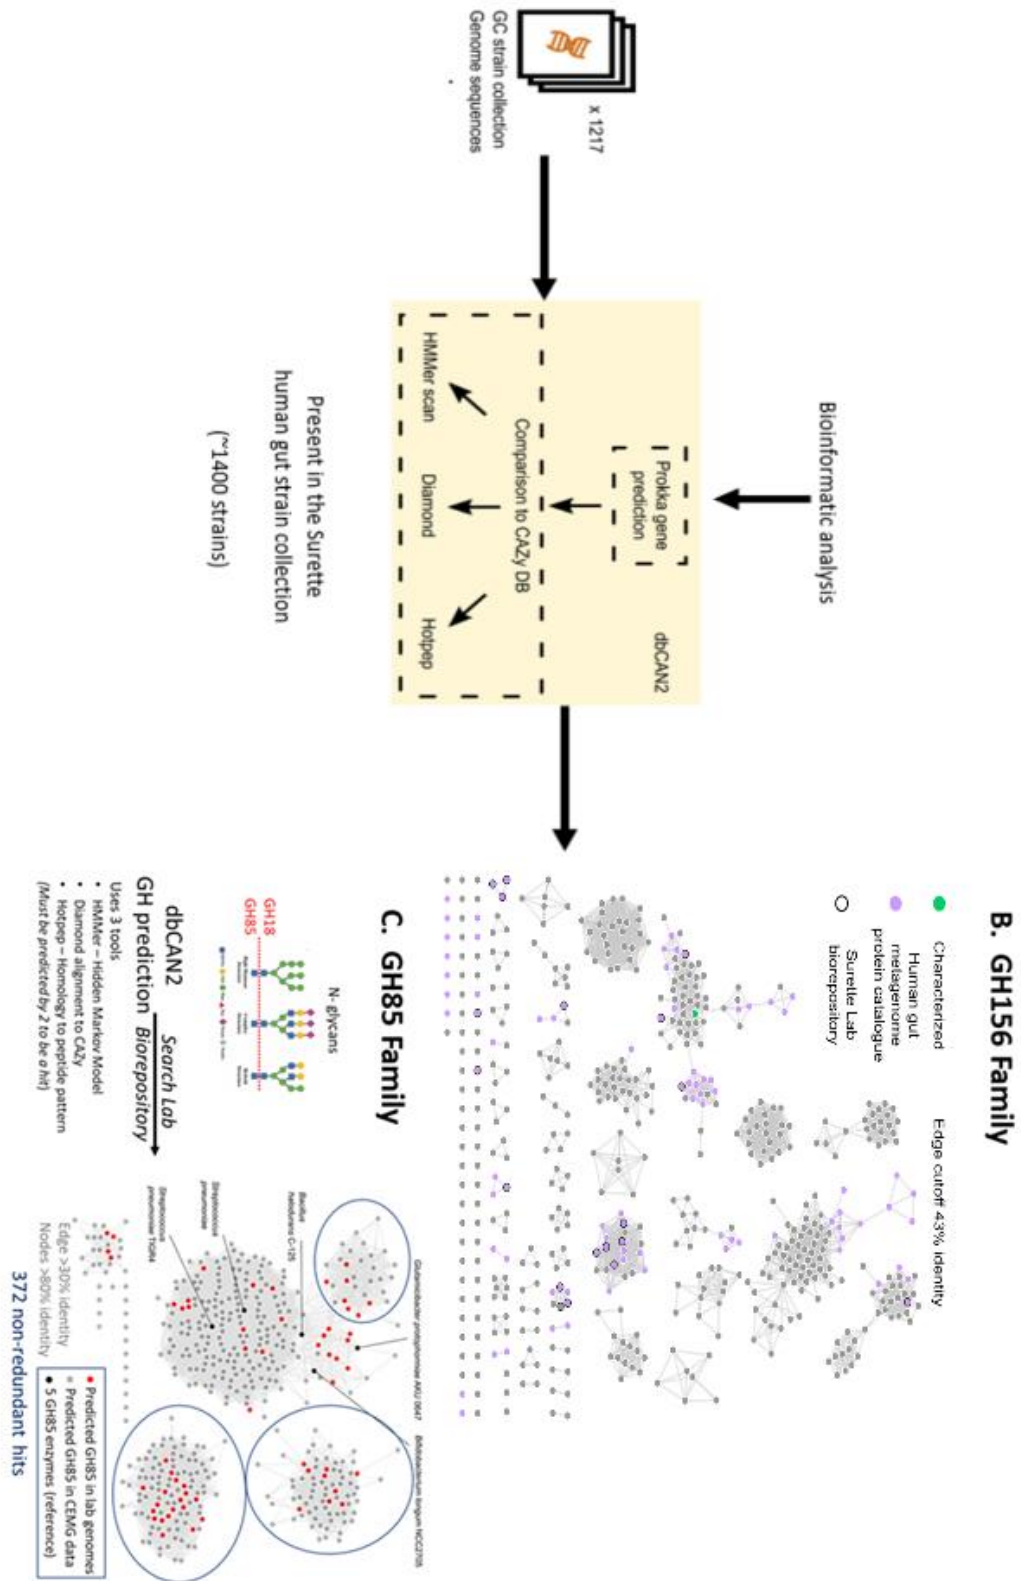 x 1217
GC strain collection
Genome sequences
Bioinformatic analysis
dbCAN2
Prokka gene
prediction
Comparison to CAZy DB
HMMer scan
Diamond
Hotpep
Present in the Surette
human gut strain collection
(~1400 strains)
B. GH156 Family
Characterized
Human gut
metagenome
protein catalogue
Surette Lab
biorepository
Edge cutoff 43% identity
C. GH85 Family
N- glycans
GH18
GH85
dbCAN2
GH prediction
Uses 3 tools
• HMMer – Hidden Markov Model
• Diamond alignment to CAZy
• Hotpep – Homology to peptide pattern
(Must be predicted by 2 to be a hit)
Search Lab
Biorepository
Bacillus
halodurans C-125
Streptococcus
pneumoniae
Streptococcus
pneumoniae TIGR4
Bifidobacterium longum NCC2705
Edge >30% identity
Nodes >80% identity
• Predicted GH85 in lab genomes
• Predicted GH85 in CEMG data
• 5 GH85 enzymes (reference)
372 non-redundant hits